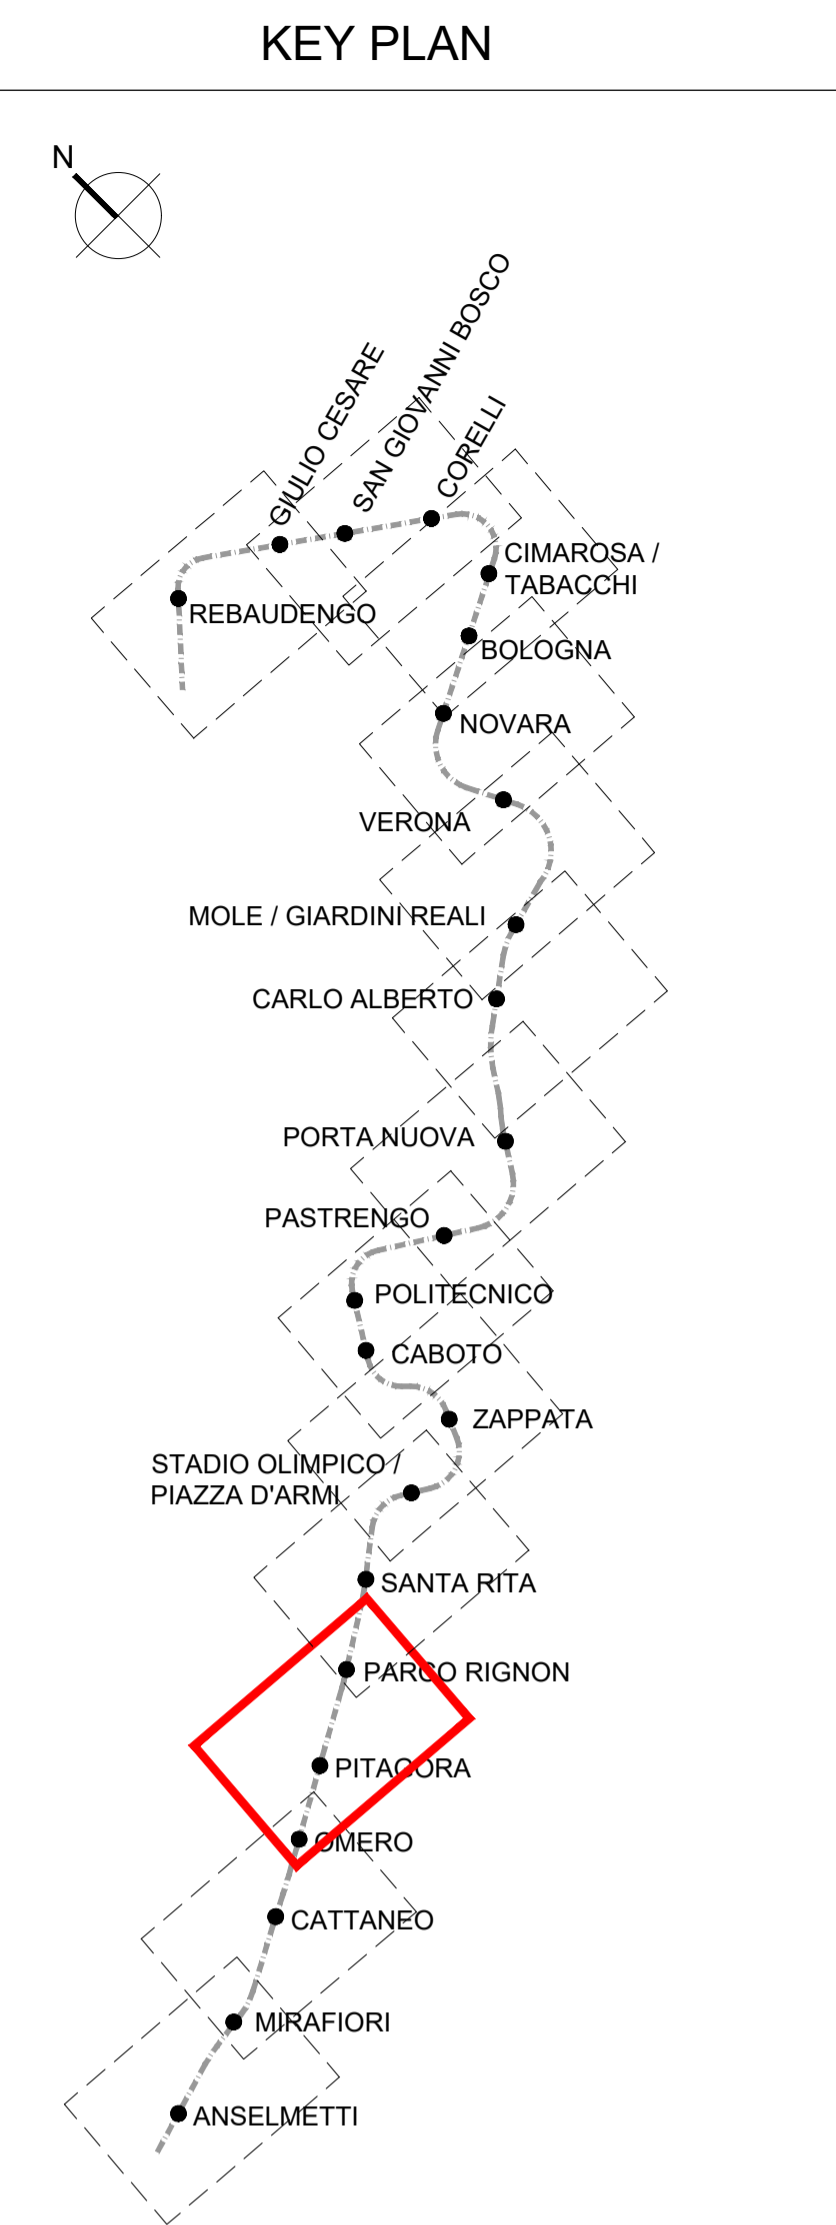 KEY PLAN
N
GIULIO CESARE
SAN GIOVANNI BOSCO
CORELLI
CIMAROSA /
TABACCHI
REBAUDENGO
BOLOGNA
NOVARA
VERONA
MOLE / GIARDINI REALI
CARLO ALBERTO
PORTA NUOVA
PASTRENGO
POLITECNICO
CABOTO
ZAPPATA
STADIO OLIMPICO /
PIAZZA D'ARMI
SANTA RITA
PARCO RIGNON
PITAGORA
OMERO
CATTANEO
MIRAFIORI
ANSELMETTI